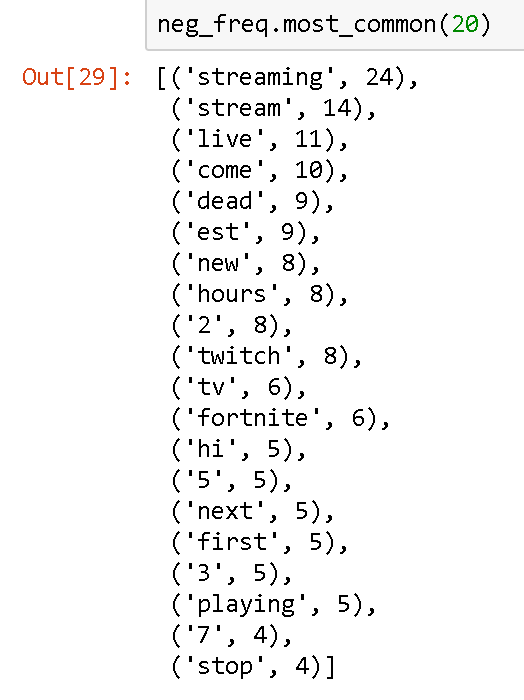 neg_freq.most_common(20)
Out[29]: [('streaming', 24),
('stream', 14),
('live', 11),
('come', 10),
('dead', 9),
('est', 9),
('new', 8),
('hours', 8),
('2', 8),
('twitch', 8),
('tv', 6),
('fortnite', 6),
('hi', 5),
('5', 5),
('next', 5),
('first', 5),
('3', 5),
('playing', 5),
('7', 4),
('stop', 4)]